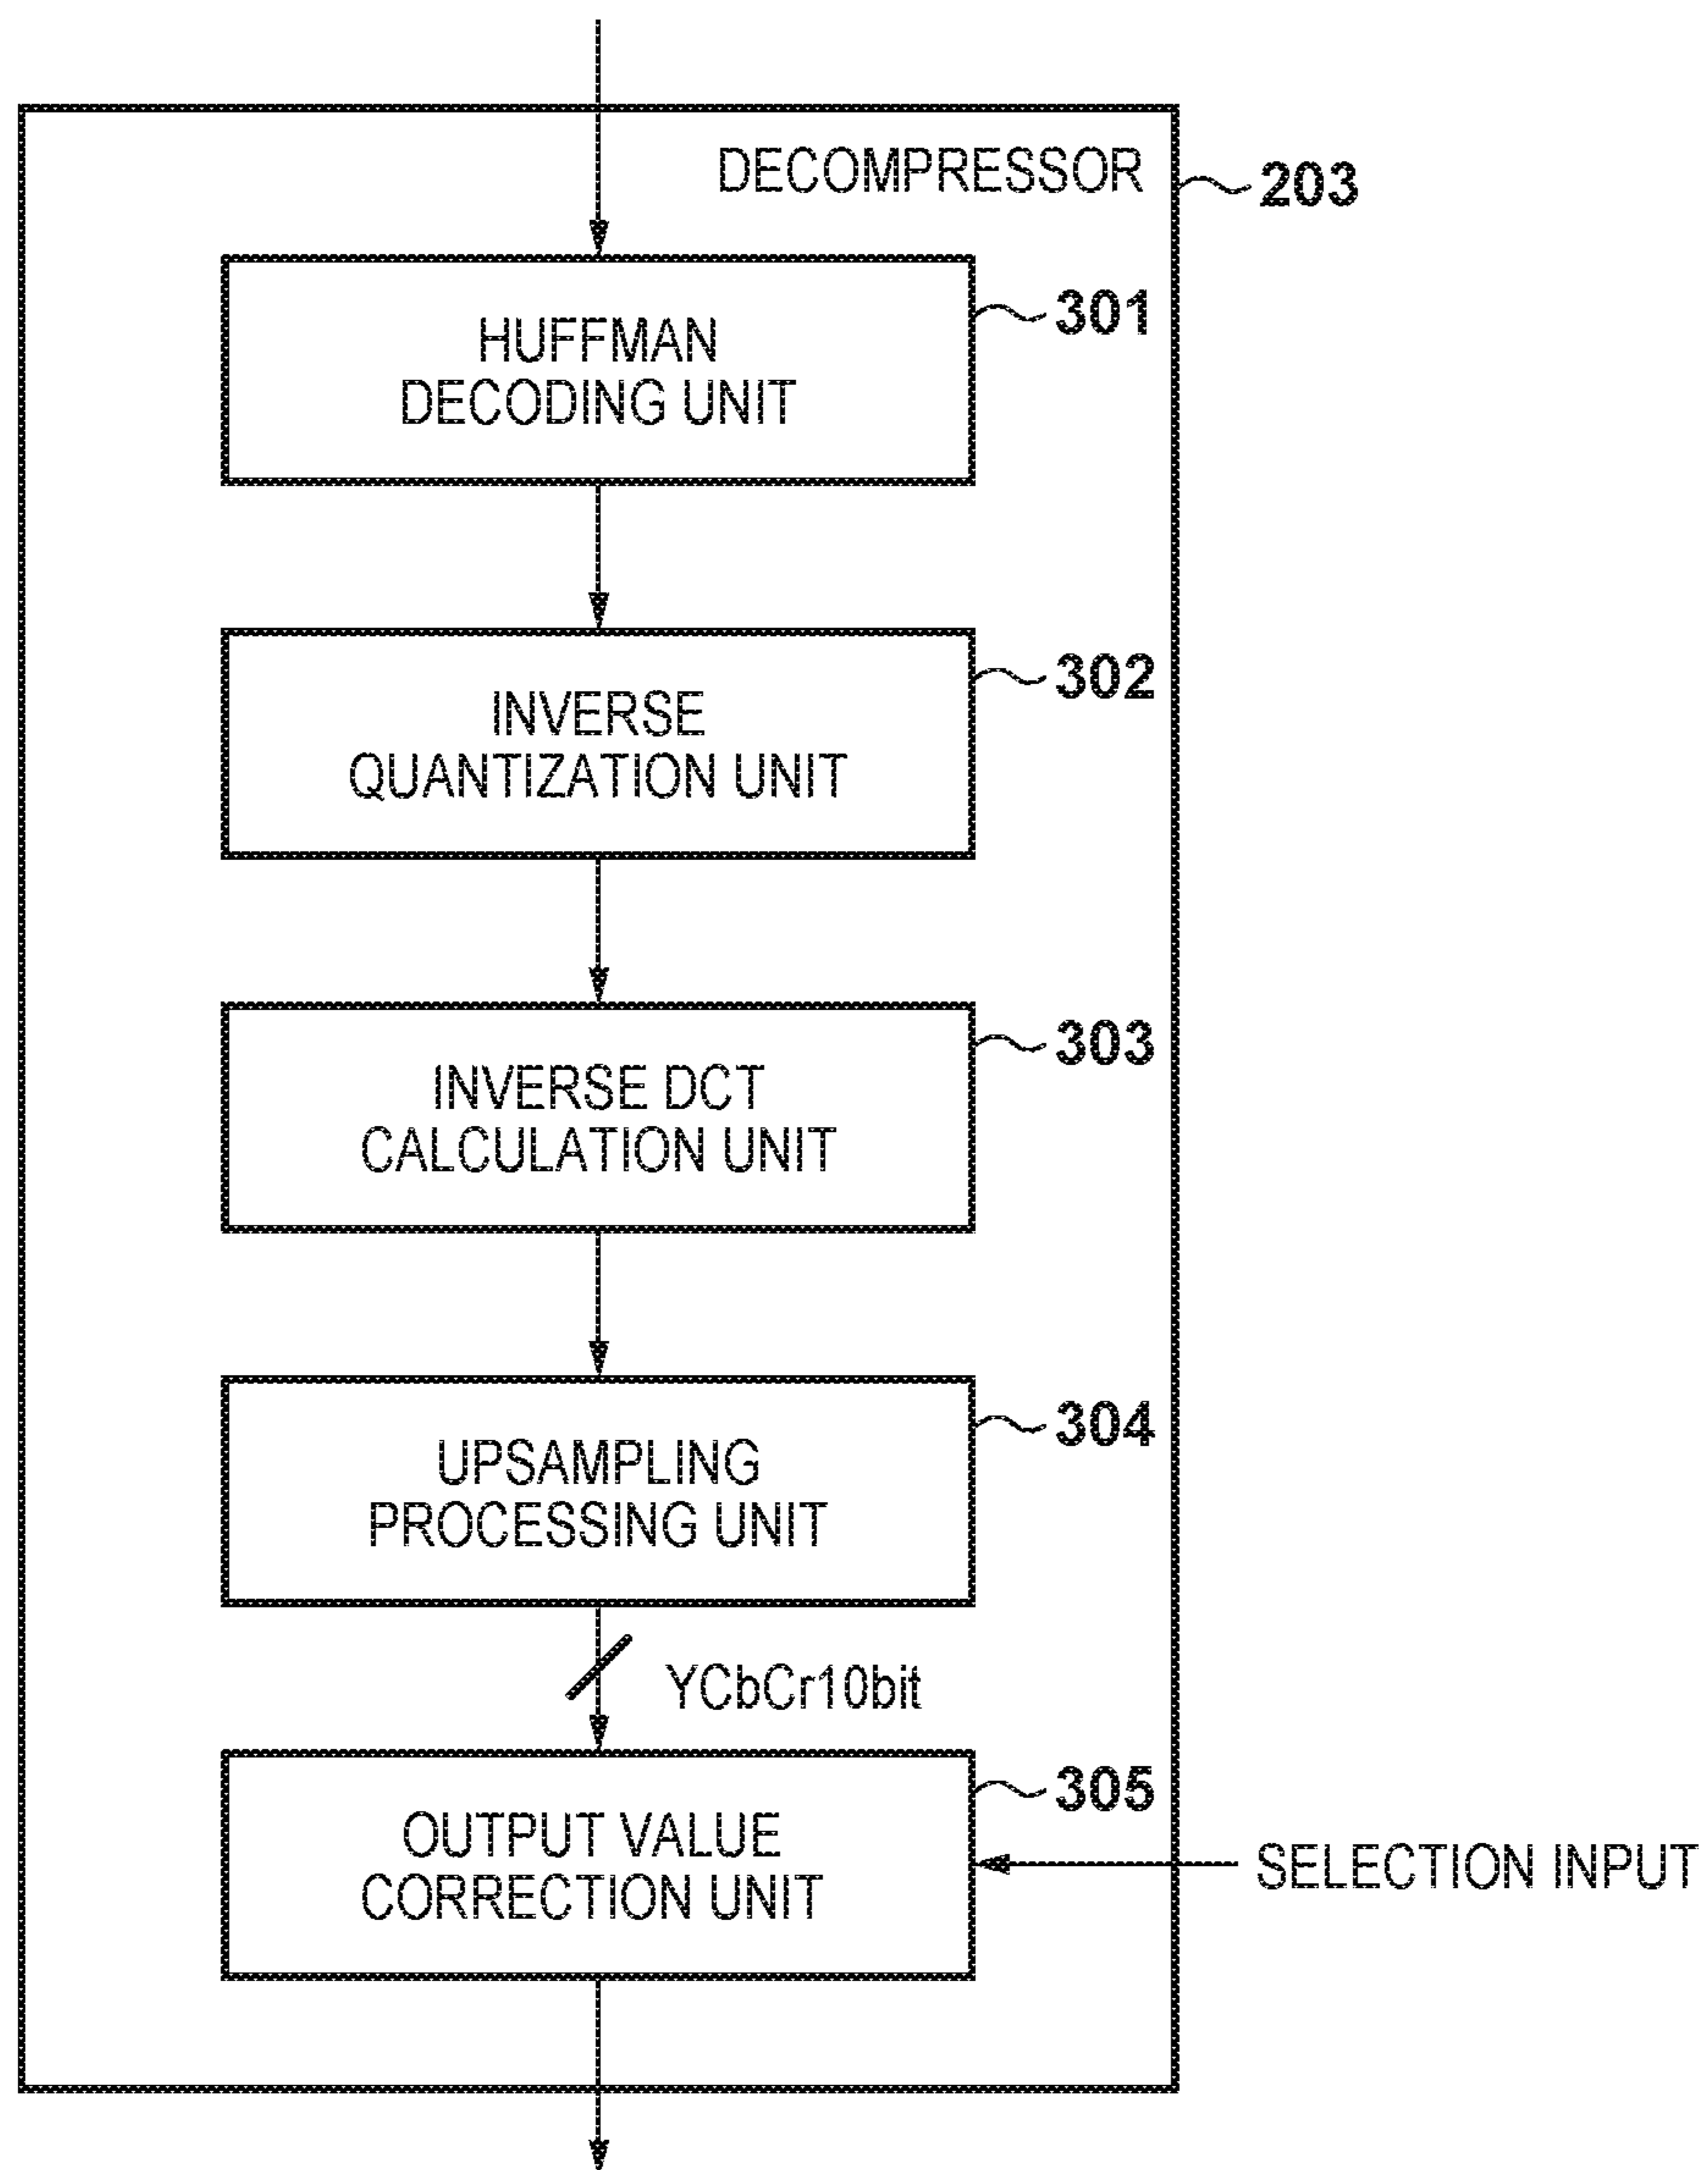 DECOMPRESSOR
203
301
HUFFMAN
DECODING UNIT
302
INVERSE
QUANTIZATION UNIT
303
INVERSE DCT
CALCULATION UNIT
304
UPSAMPLING
PROCESSING UNIT
YCbCr10bit
305
OUTPUT VALUE
CORRECTION UNIT
SELECTION INPUT